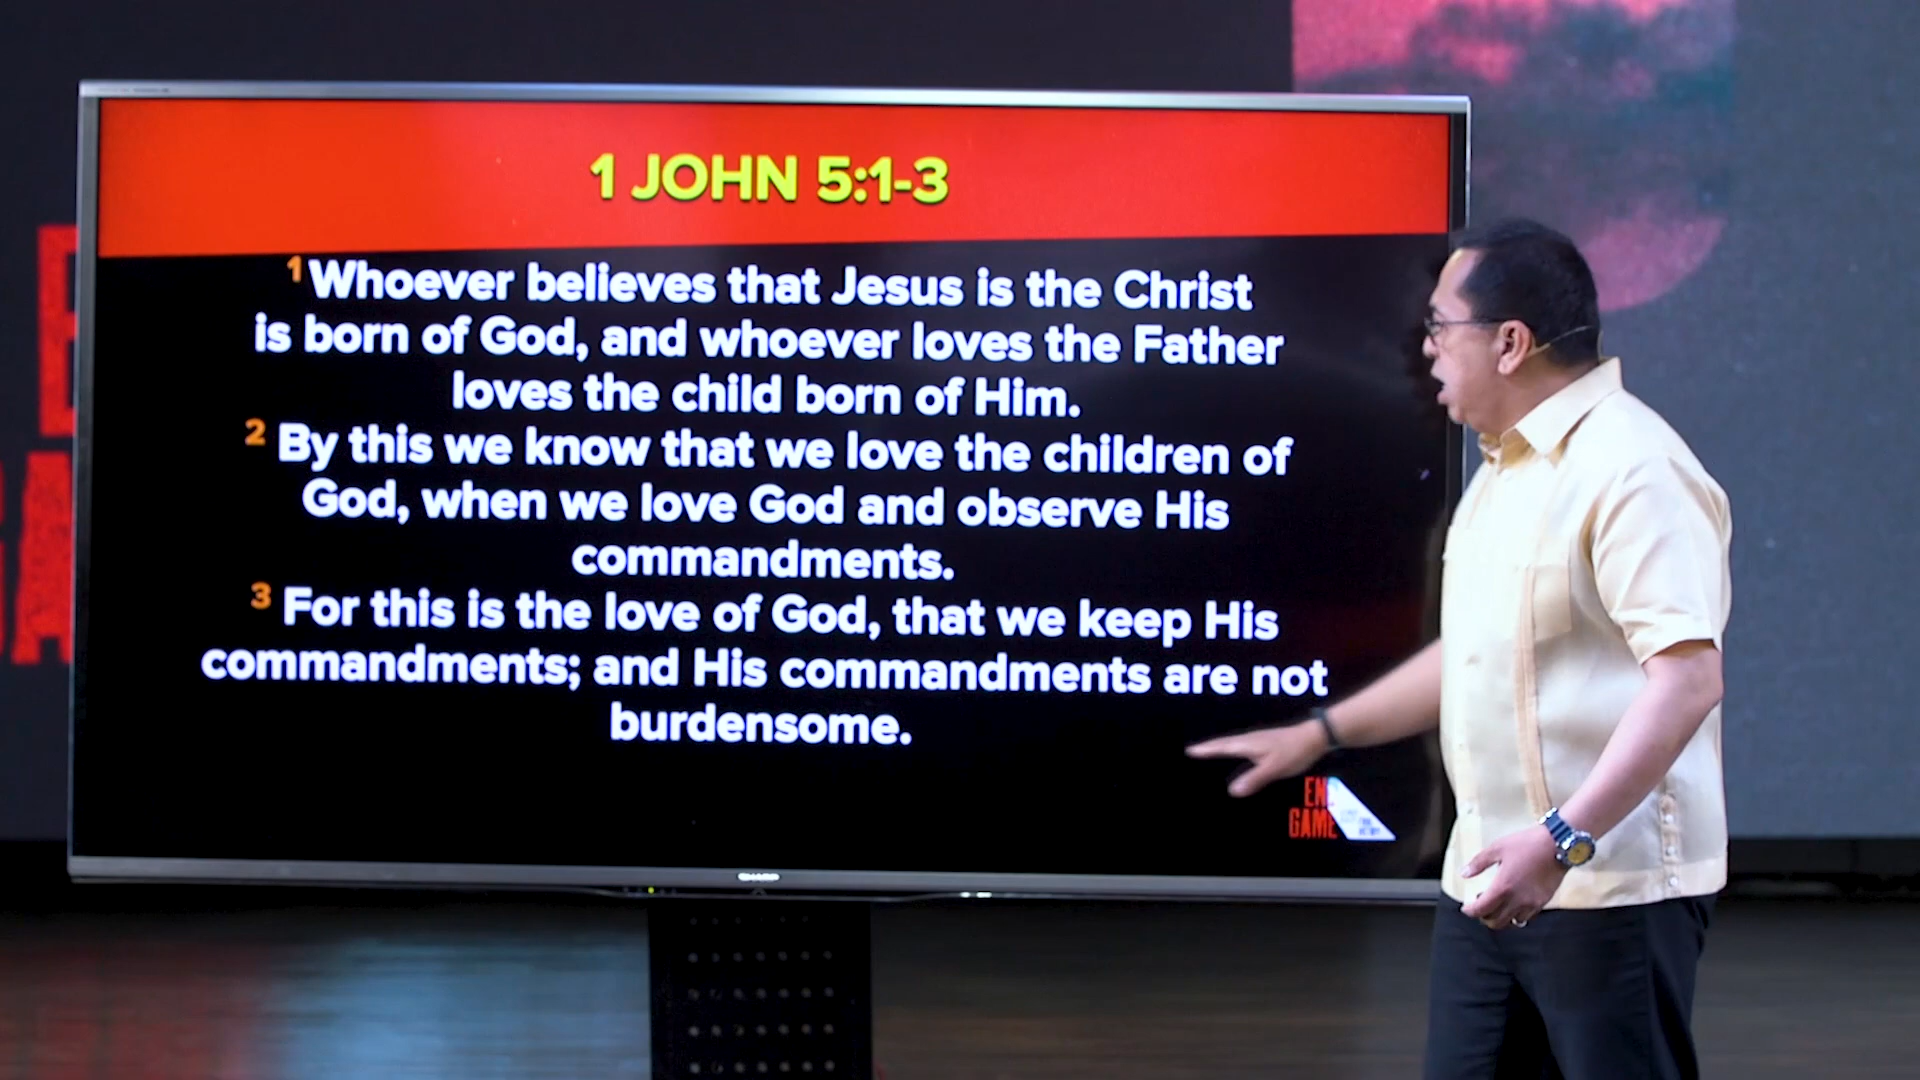 1 JOHN 5:1-3
1 Whoever believes that Jesus is the Christ
is born of God, and whoever loves the Father
loves the child born of Him.
2 By this we know that we love the children of
God, when we love God and observe His
commandments.
3 For this is the love of God, that we keep His
commandments; and His commandments are not
burdensome.
EN
GAME
SHARP